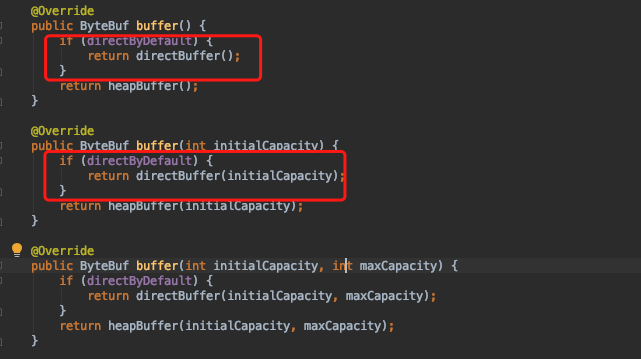 @Override
public ByteBuf buffer() {
if (directByDefault) {
return directBuffer();
}
return heapBuffer();
}
@Override
public ByteBuf buffer(int initialCapacity) {
if (directByDefault) {
return directBuffer(initialCapacity);
}
return heapBuffer(initialCapacity);
}
@Override
public ByteBuf buffer(int initialCapacity, int maxCapacity) {
if (directByDefault) {
return directBuffer(initialCapacity, maxCapacity);
}
return heapBuffer(initialCapacity, maxCapacity);
}